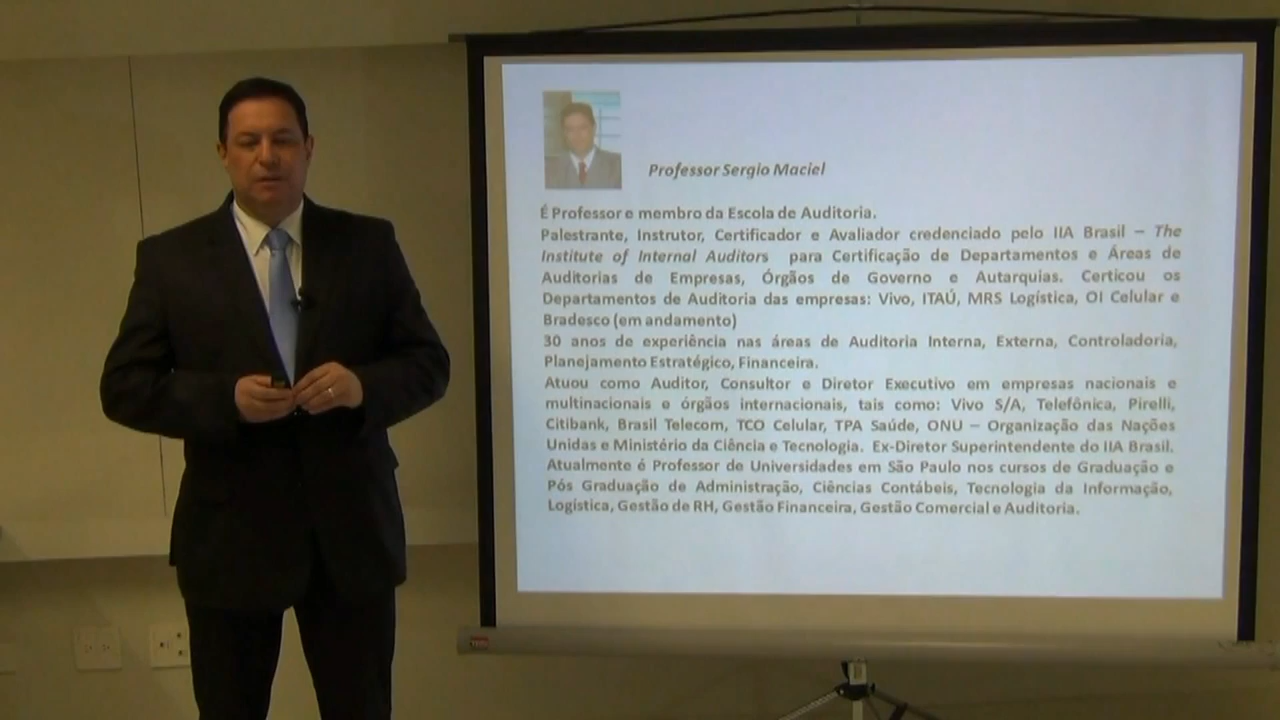 Professor Sergio Maciel
É Professor e membro da Escola de Auditoria.
Palestrante, Instrutor, Certificador e Avaliador credenciado pelo IIA Brasil – The
Institute of Internal Auditors para Certificação de Departamentos e Áreas de
Auditorias de Empresas, Órgãos de Governo e Autarquias. Certicou os
Departamentos de Auditoria das empresas: Vivo, ITAÚ, MRS Logística, OI Celular e
Bradesco (em andamento)
30 anos de experiência nas áreas de Auditoria Interna, Externa, Controladoria,
Planejamento Estratégico, Financeira.
Atuou como Auditor, Consultor e Diretor Executivo em empresas nacionais e
multinacionais e órgãos internacionais, tais como: Vivo S/A, Telefônica, Pirelli,
Citibank, Brasil Telecom, TCO Celular, TPA Saúde, ONU – Organização das Nações
Unidas e Ministério da Ciência e Tecnologia. Ex-Diretor Superintendente do IIA Brasil.
Atualmente é Professor de Universidades em São Paulo nos cursos de Graduação e
Pós Graduação de Administração, Ciências Contábeis, Tecnologia da Informação,
Logística, Gestão de RH, Gestão Financeira, Gestão Comercial e Auditoria.